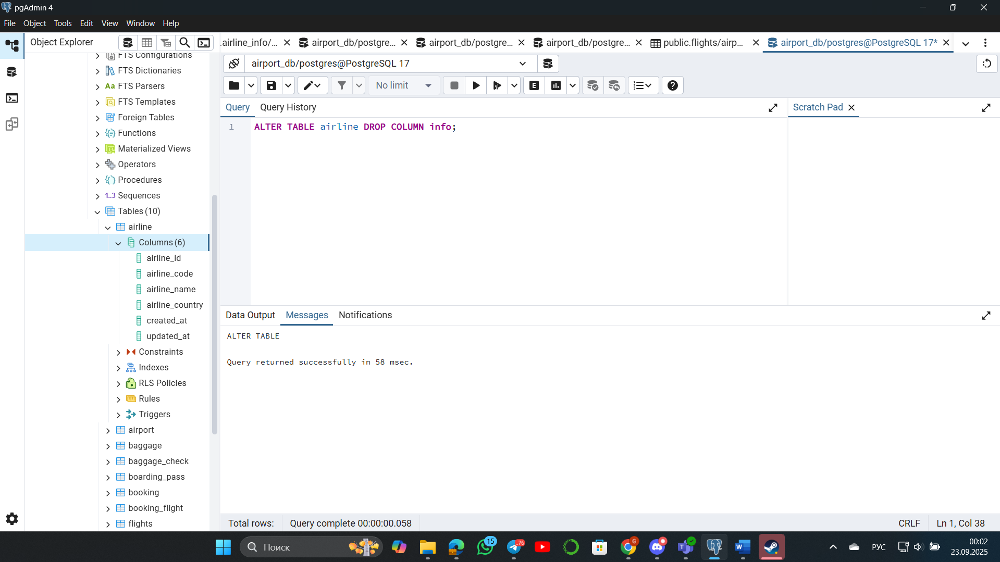 pgAdmin 4
File Object Tools Edit View Window Help
Object Explorer
.airline_info/...
airport_db/postgre...
airport_db/postgre...
airport_db/postgre...
public.flights/airp...
airport_db/postgres@PostgreSQL 17*
airport_db/postgres@PostgreSQL 17
No limit
E
Query
Query History
Scratch Pad
1 ALTER TABLE airline DROP COLUMN info;
FTS Configurations
FTS Dictionaries
Aa FTS Parsers
FTS Templates
Foreign Tables
Functions
Materialized Views
Operators
Procedures
1..3 Sequences
Tables (10)
airline
Columns (6)
airline_id
airline_code
airline_name
airline_country
created_at
updated_at
Constraints
Indexes
RLS Policies
Rules
Triggers
airport
baggage
baggage_check
boarding_pass
booking
booking_flight
flights
Data Output Messages Notifications
ALTER TABLE
Query returned successfully in 58 msec.
Total rows:
Query complete 00:00:00.058
CRLF
Ln 1, Col 38
Поиск
15
76
G
T
W
РУС
00:02
23.09.2025